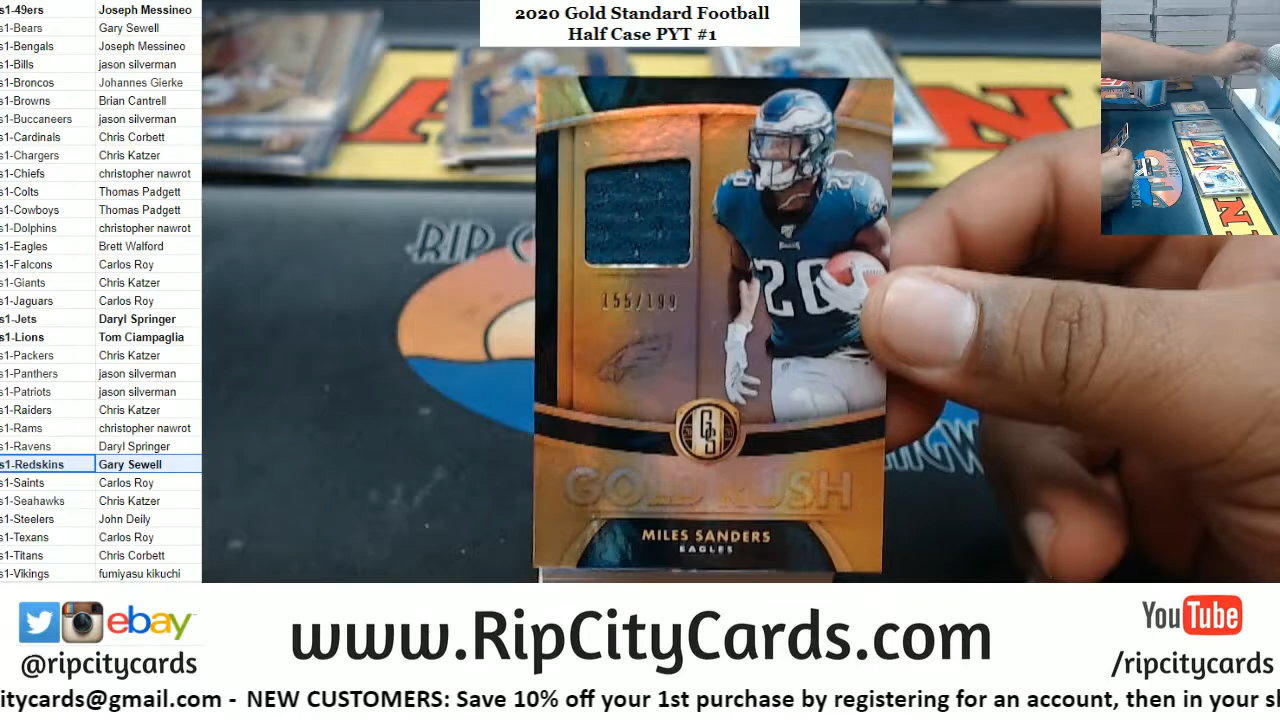 2020 Gold Standard Football
Half Case PYT #1
s1-49ers Joseph Messineo
s1-Bears Gary Sewell
s1-Bengals Joseph Messineo
s1-Bills jason silverman
s1-Broncos Johannes Gierke
s1-Browns Brian Cantrell
s1-Buccaneers jason silverman
s1-Cardinals Chris Corbett
s1-Chargers Chris Katzer
s1-Chiefs christopher nawrot
s1-Colts Thomas Padgett
s1-Cowboys Thomas Padgett
s1-Dolphins christopher nawrot
s1-Eagles Brett Walford
s1-Falcons Carlos Roy
s1-Giants Chris Katzer
s1-Jaguars Carlos Roy
s1-Jets Daryl Springer
s1-Lions Tom Ciampaglia
s1-Packers Chris Katzer
s1-Panthers jason silverman
s1-Patriots jason silverman
s1-Raiders Chris Katzer
s1-Rams christopher nawrot
s1-Ravens Daryl Springer
s1-Redskins Gary Sewell
s1-Saints Carlos Roy
s1-Seahawks Chris Katzer
s1-Steelers John Deily
s1-Texans Carlos Roy
s1-Titans Chris Corbett
s1-Vikings fumiyasu kikuchi
RIP C
155/199
26
GS
GOLD RUSH
MILES SANDERS
EAGLES
ebay
@ripcitycards
www.RipCityCards.com
YouTube
/ripcitycards
citycards@gmail.com - NEW CUSTOMERS: Save 10% off your 1st purchase by registering for an account, then in your sh